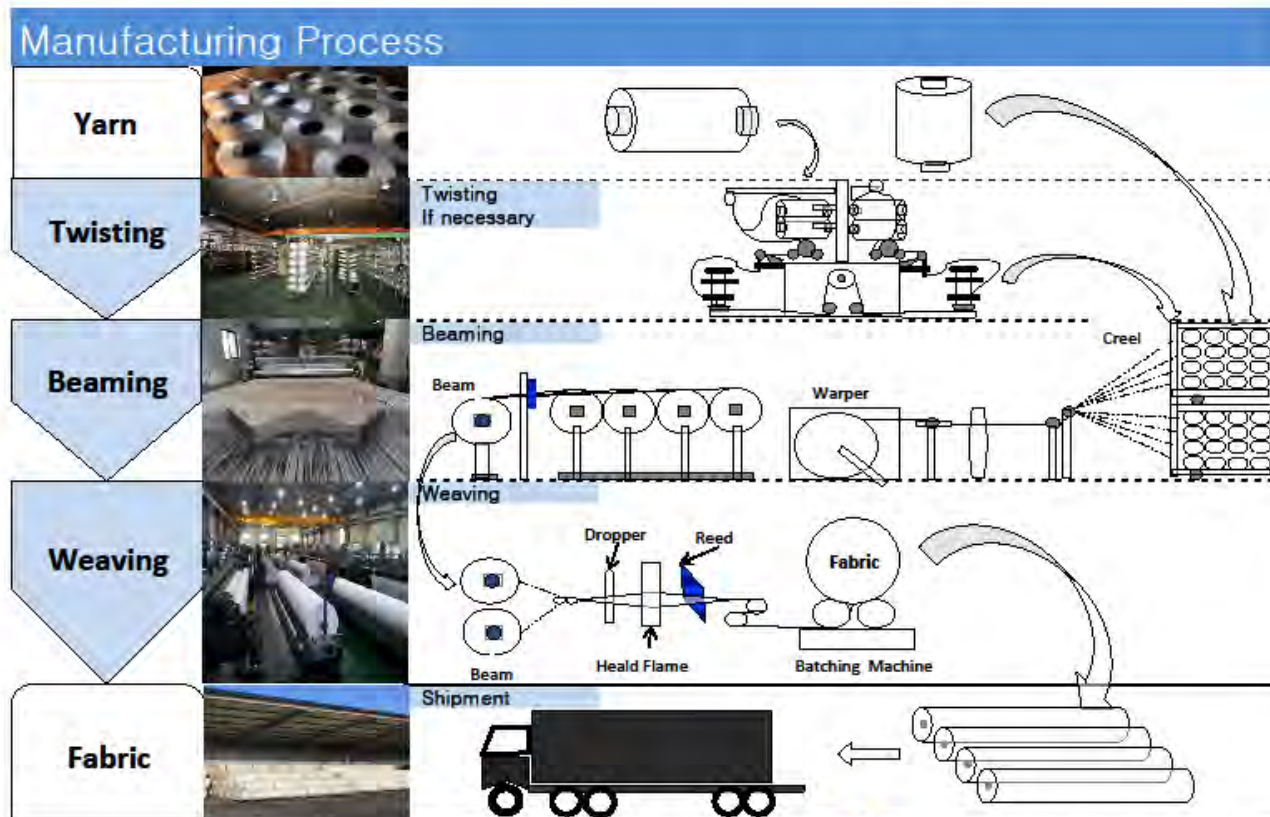 Manufacturing Process
Yarn
Twisting
Twisting
If necessary
Beaming
Beaming
Creel
Beam
Warper
Weaving
Weaving
Dropper
Reed
Fabric
Heald Flame
Batching Machine
Beam
Shipment
Fabric